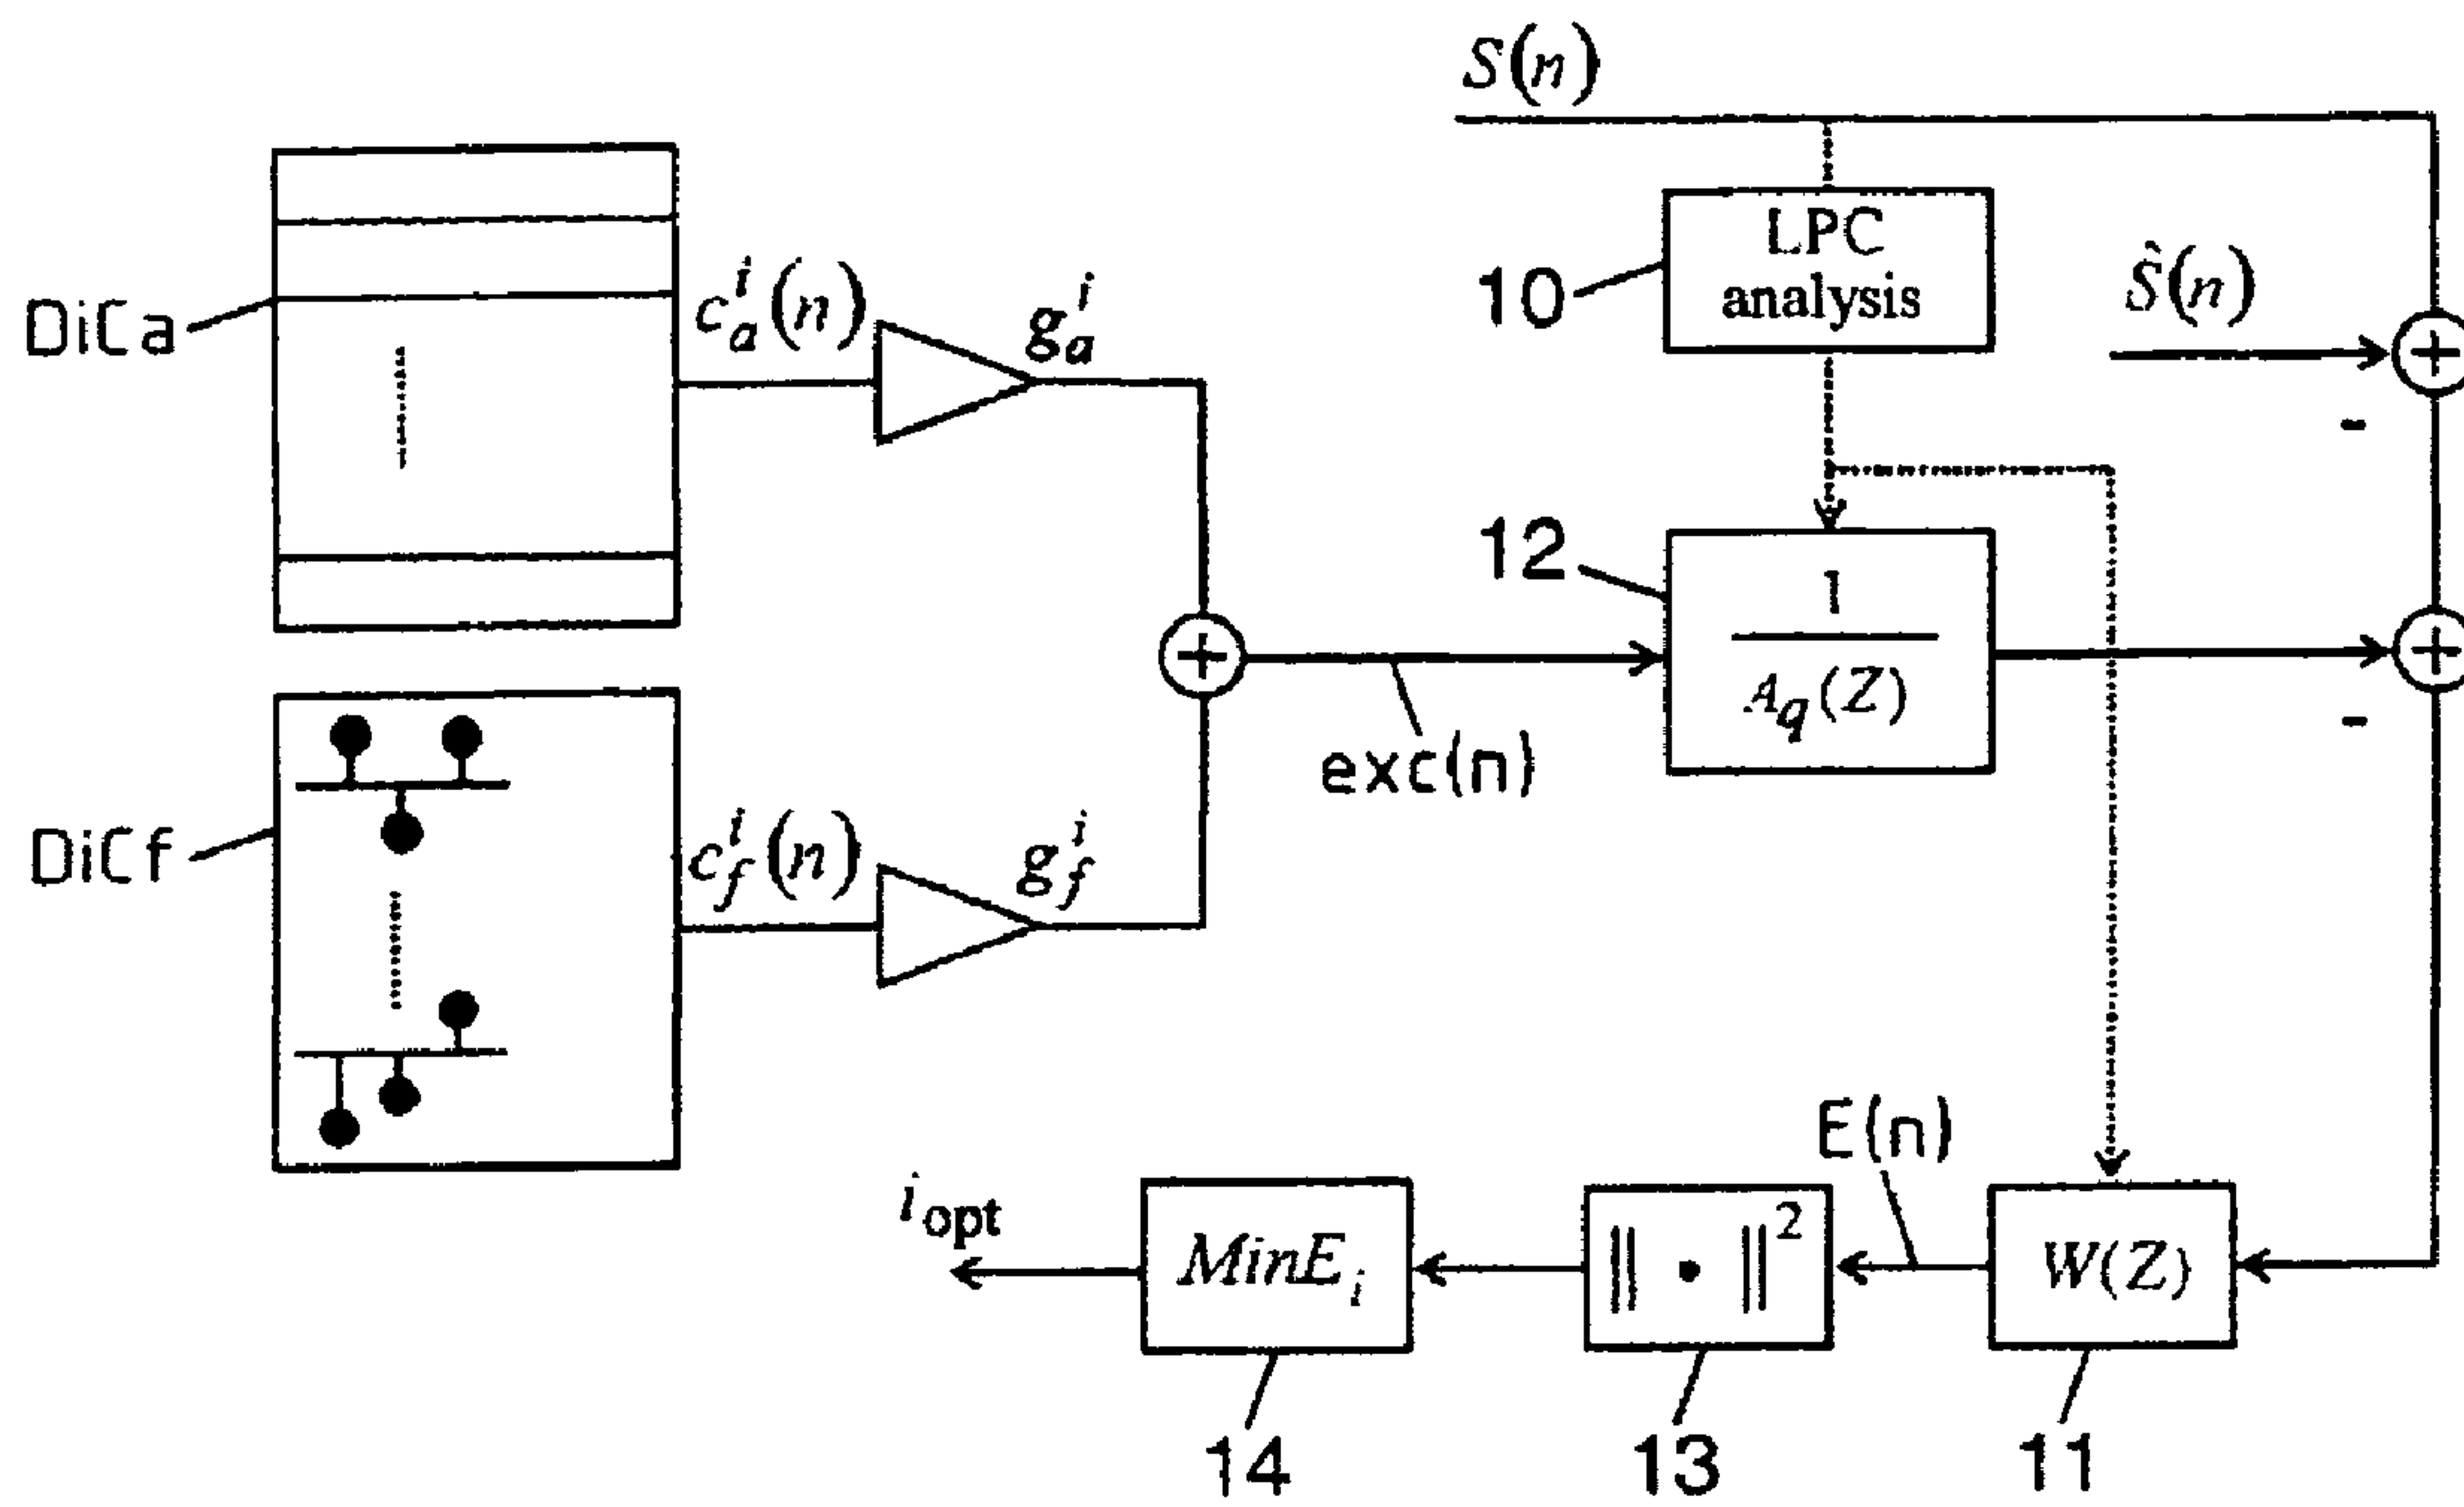 S(n)
LPC
analysis
10
Ŝ(n)
DiCa
c_a^i(n)
g_a^i
+
-
12
1
A_q(Z)
+
+
-
exc(n)
DiCf
c_f^i(n)
g_f^i
E(n)
i_opt
MinE_i
‖ • ‖²
W(Z)
14
13
11